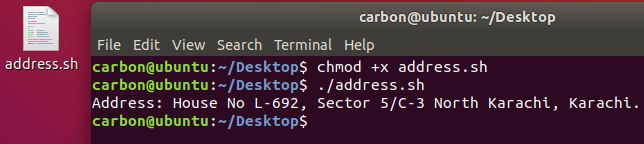 carbon@ubuntu: ~/Desktop
File Edit View Search Terminal Help
address.sh
carbon@ubuntu:~/Desktop$ chmod +x address.sh
carbon@ubuntu:~/Desktop$ ./address.sh
Address: House No L-692, Sector 5/C-3 North Karachi, Karachi.
carbon@ubuntu:~/Desktop$